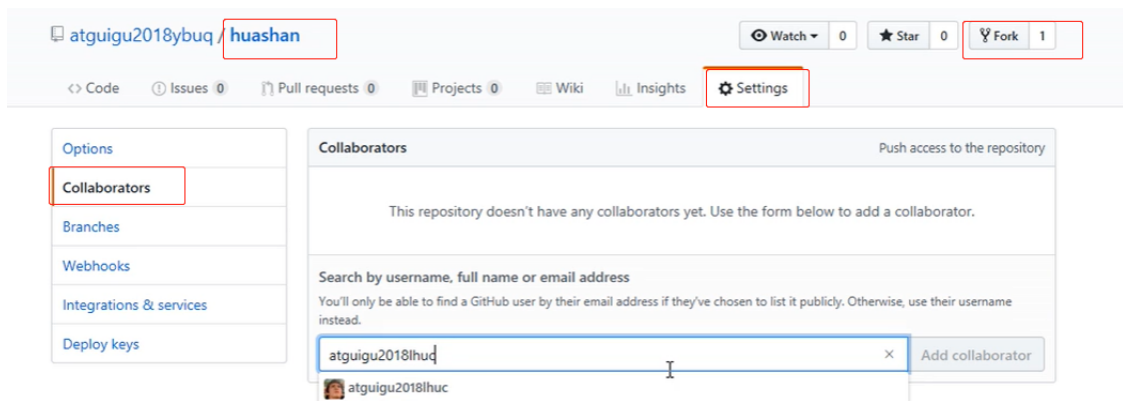 atguigu2018ybuq / huashan
Watch 0 Star 0 Fork 1
Code Issues 0 Pull requests 0 Projects 0 Wiki Insights Settings
Options
Collaborators
Branches
Webhooks
Integrations & services
Deploy keys
Collaborators Push access to the repository
This repository doesn't have any collaborators yet. Use the form below to add a collaborator.
Search by username, full name or email address
You'll only be able to find a GitHub user by their email address if they've chosen to list it publicly. Otherwise, use their username
instead.
atguigu2018lhuc × Add collaborator
atguigu2018lhuc